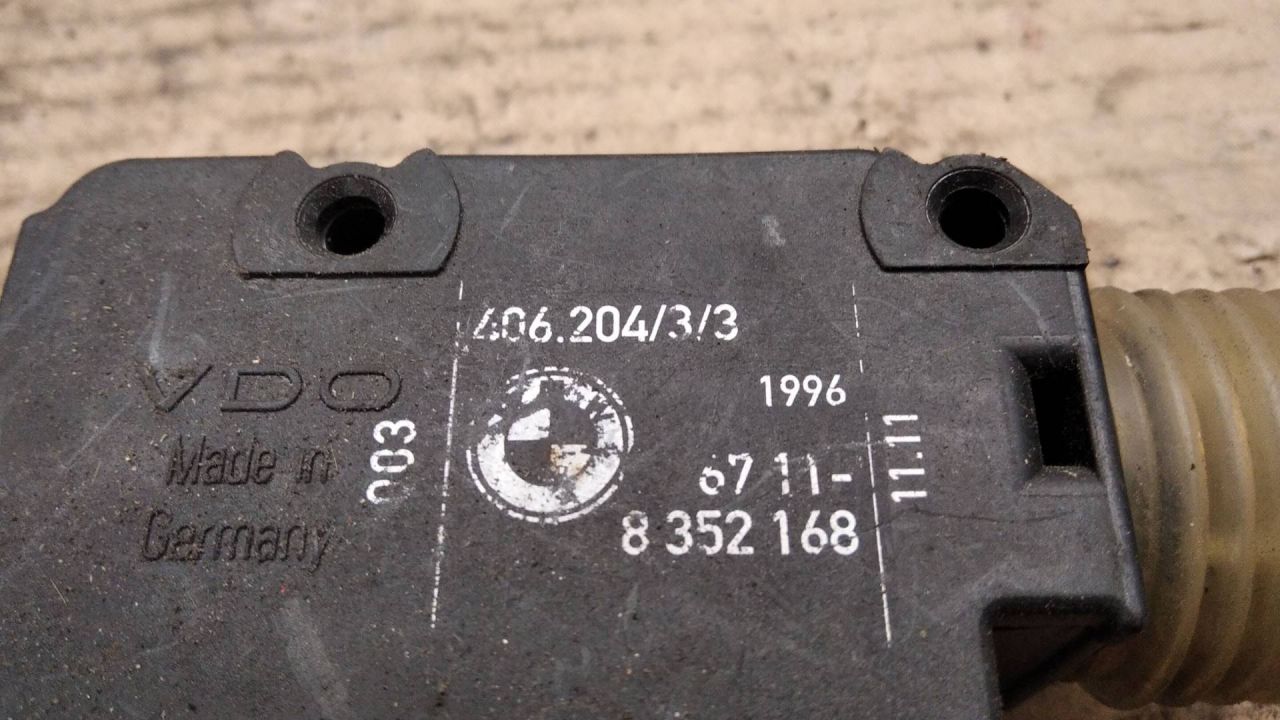 406.204/3/3
1996
VDO
Made in
Germany
003
67 11-
8 352 168
11.11